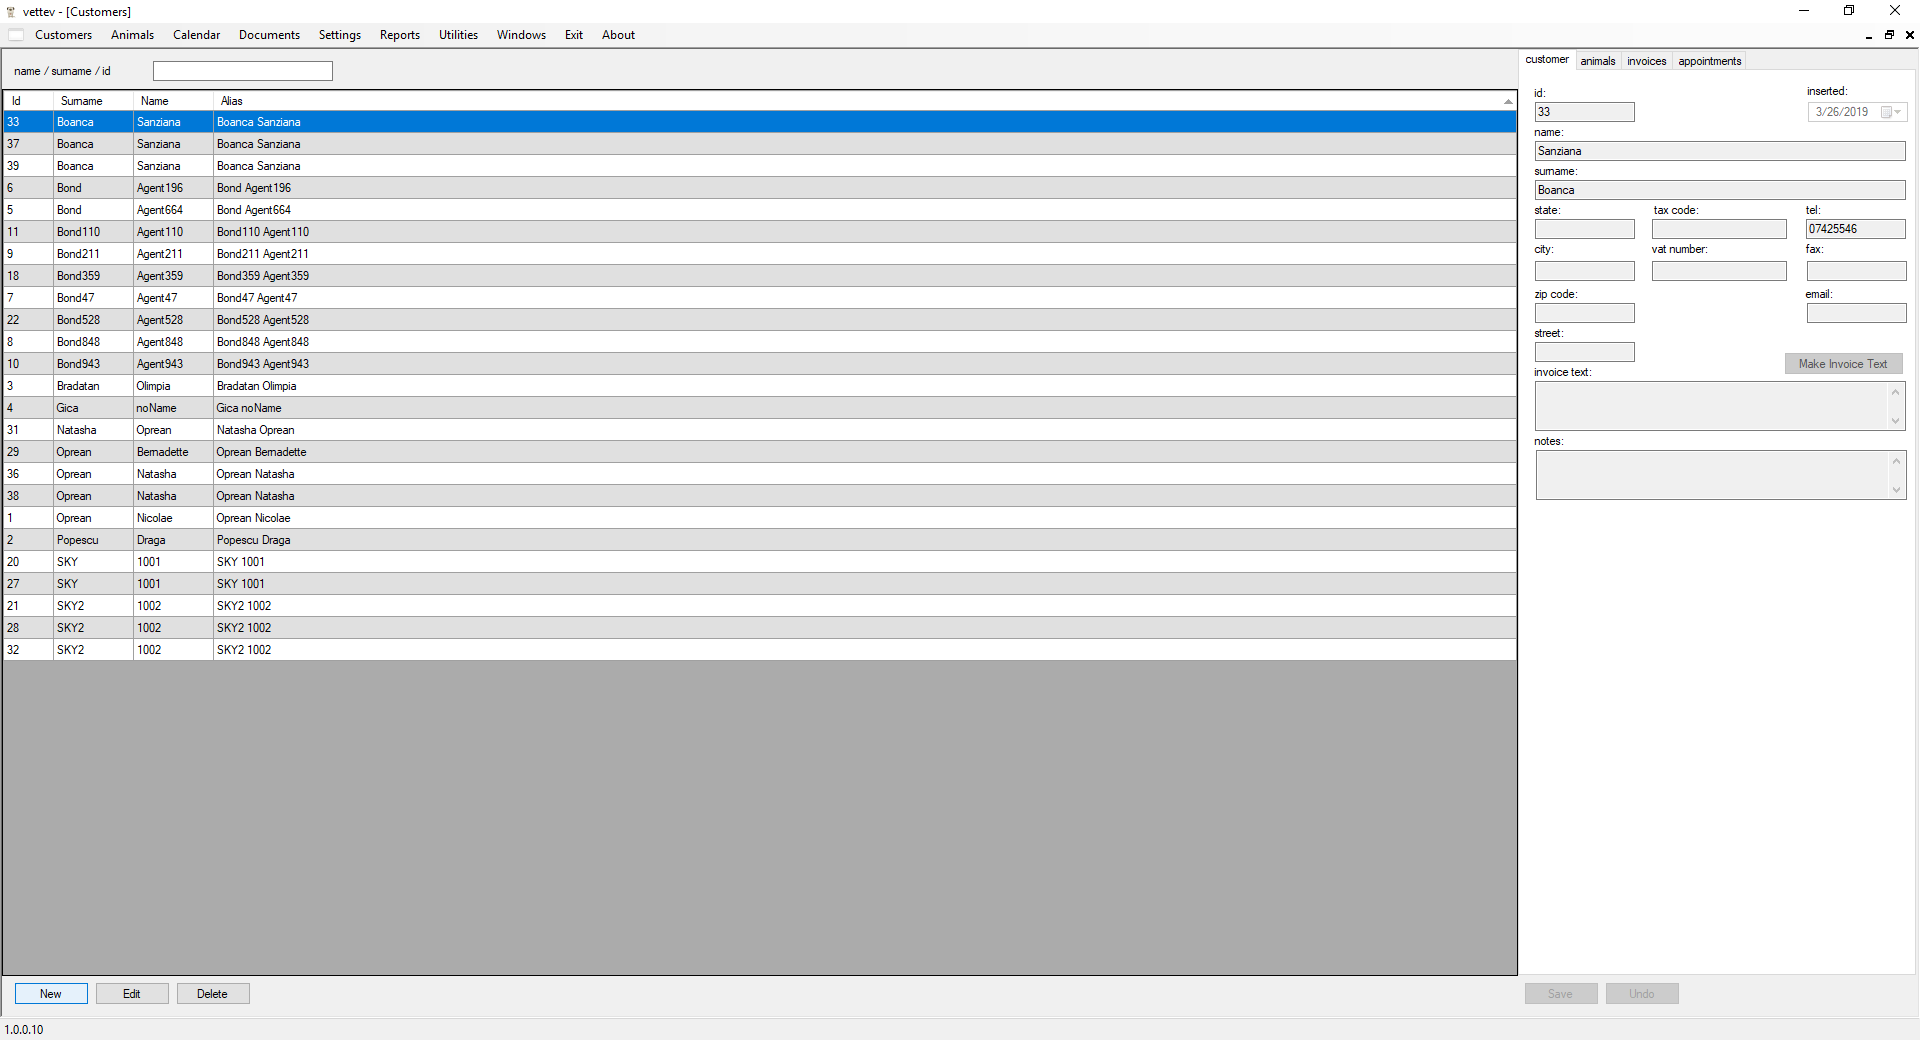 vettev - [Customers]
Customers Animals Calendar Documents Settings Reports Utilities Windows Exit About
name / surname / id
Id Surname Name Alias
33 Boanca Sanziana Boanca Sanziana
37 Boanca Sanziana Boanca Sanziana
39 Boanca Sanziana Boanca Sanziana
6 Bond Agent196 Bond Agent196
5 Bond Agent664 Bond Agent664
11 Bond110 Agent110 Bond110 Agent110
9 Bond211 Agent211 Bond211 Agent211
18 Bond359 Agent359 Bond359 Agent359
7 Bond47 Agent47 Bond47 Agent47
22 Bond528 Agent528 Bond528 Agent528
8 Bond848 Agent848 Bond848 Agent848
10 Bond943 Agent943 Bond943 Agent943
3 Bradatan Olimpia Bradatan Olimpia
4 Gica noName Gica noName
31 Natasha Oprean Natasha Oprean
29 Oprean Bernadette Oprean Bernadette
36 Oprean Natasha Oprean Natasha
38 Oprean Natasha Oprean Natasha
1 Oprean Nicolae Oprean Nicolae
2 Popescu Draga Popescu Draga
20 SKY 1001 SKY 1001
27 SKY 1001 SKY 1001
21 SKY2 1002 SKY2 1002
28 SKY2 1002 SKY2 1002
32 SKY2 1002 SKY2 1002
New Edit Delete
customer animals invoices appointments
id: inserted:
33 3/26/2019
name:
Sanziana
surname:
Boanca
state: tax code: tel:
07425546
city: vat number: fax:
zip code: email:
street:
Make Invoice Text
invoice text:
notes:
Save Undo
1.0.0.10